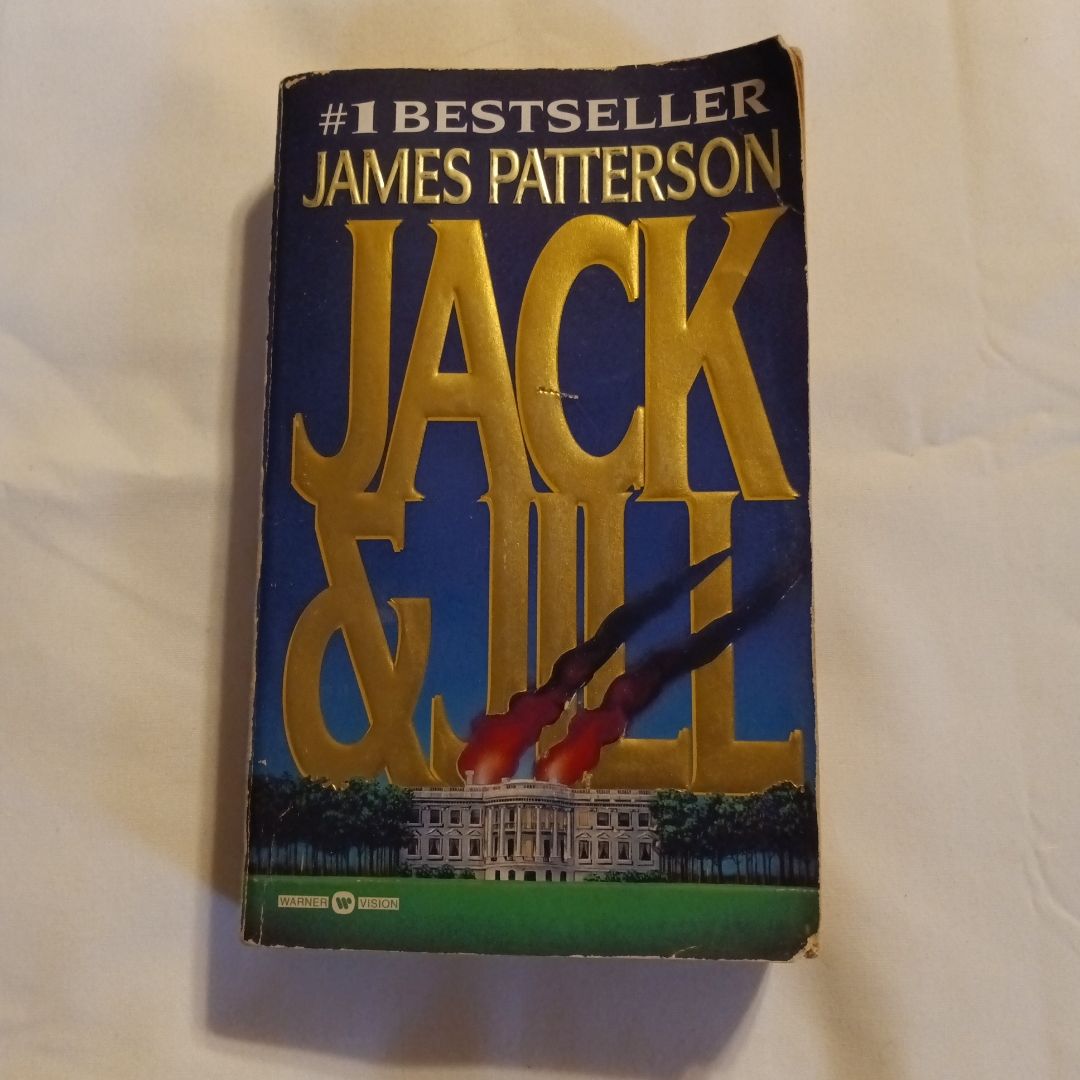 #1 BESTSELLER
JAMES PATTERSON
JACK
& JILL
WARNER W VISION